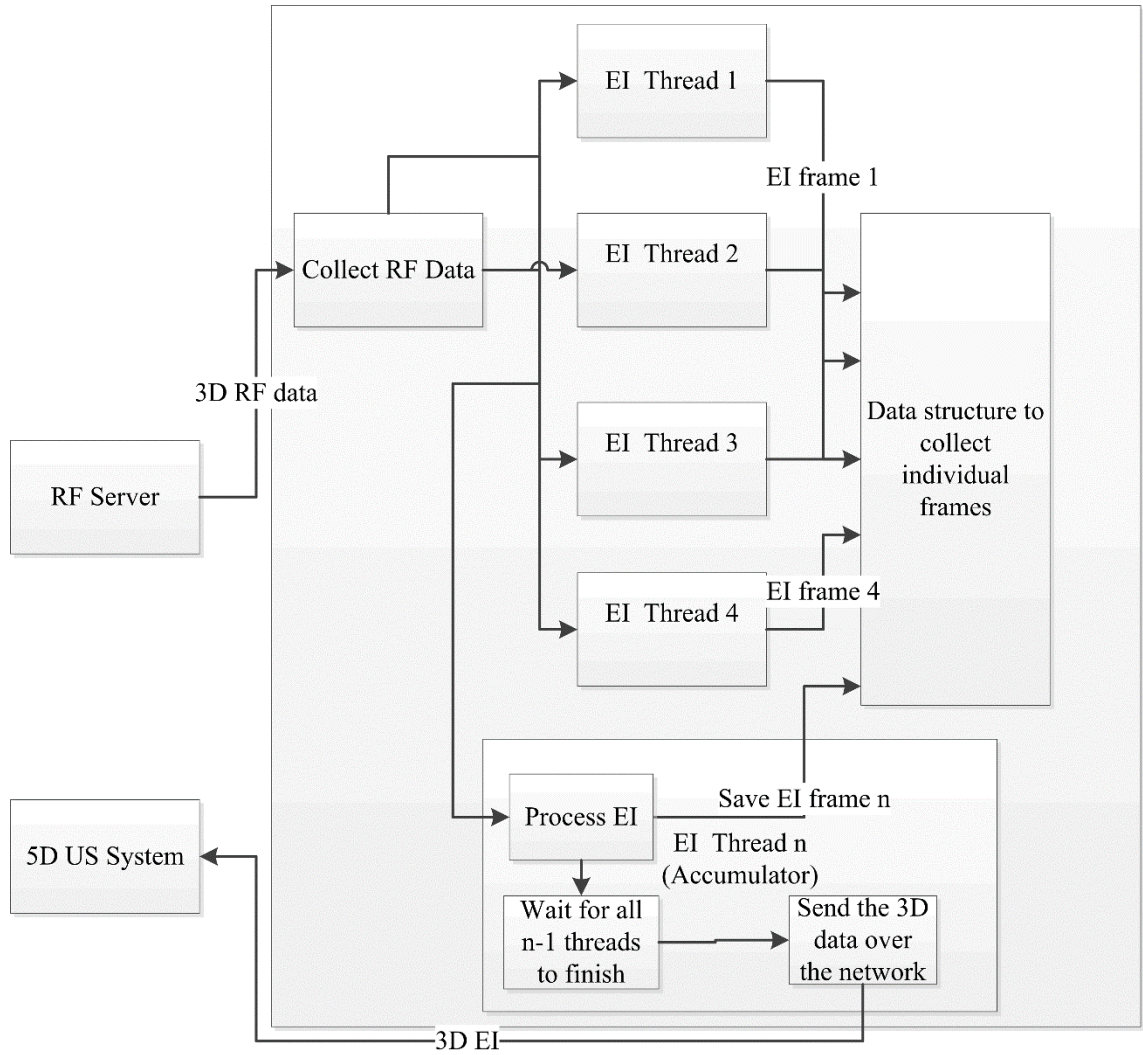 EI Thread 1
EI frame 1
EI Thread 2
Collect RF Data
3D RF data
Data structure to
collect
individual
frames
EI Thread 3
RF Server
EI Thread 4
EI frame 4
Process EI
Save EI frame n
EI Thread n
(Accumulator)
5D US System
Wait for all
n-1 threads
to finish
Send the 3D
data over
the network
3D EI